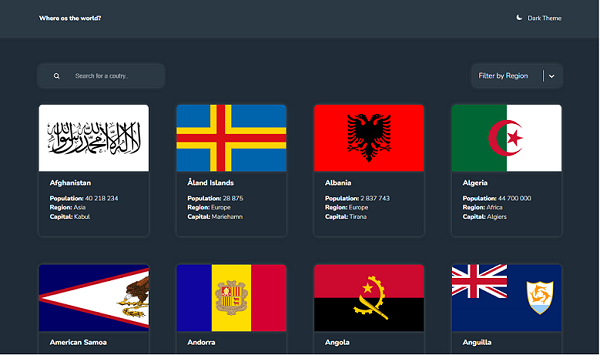 Where os the world?
Dark Theme
Search for a coutry..
Filter by Region
لا إله إلا الله محمد رسول الله
Afghanistan
Population: 40 218 234
Region: Asia
Capital: Kabul
Åland Islands
Population: 28 875
Region: Europe
Capital: Mariehamn
Albania
Population: 2 837 743
Region: Europe
Capital: Tirana
Algeria
Population: 44 700 000
Region: Africa
Capital: Algiers
American Samoa
Andorra
Angola
Anguilla